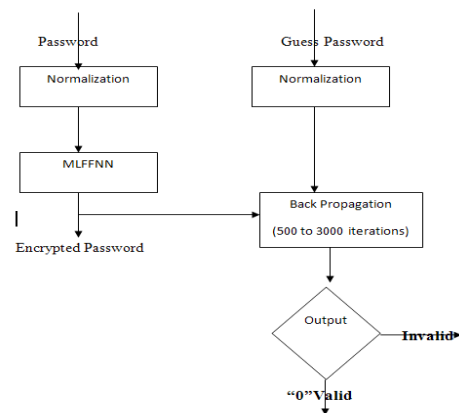 Password
Guess Password
Normalization
Normalization
MLFFNN
Back Propagation
(500 to 3000 iterations)
Encrypted Password
Output
Invalid
“0”Valid